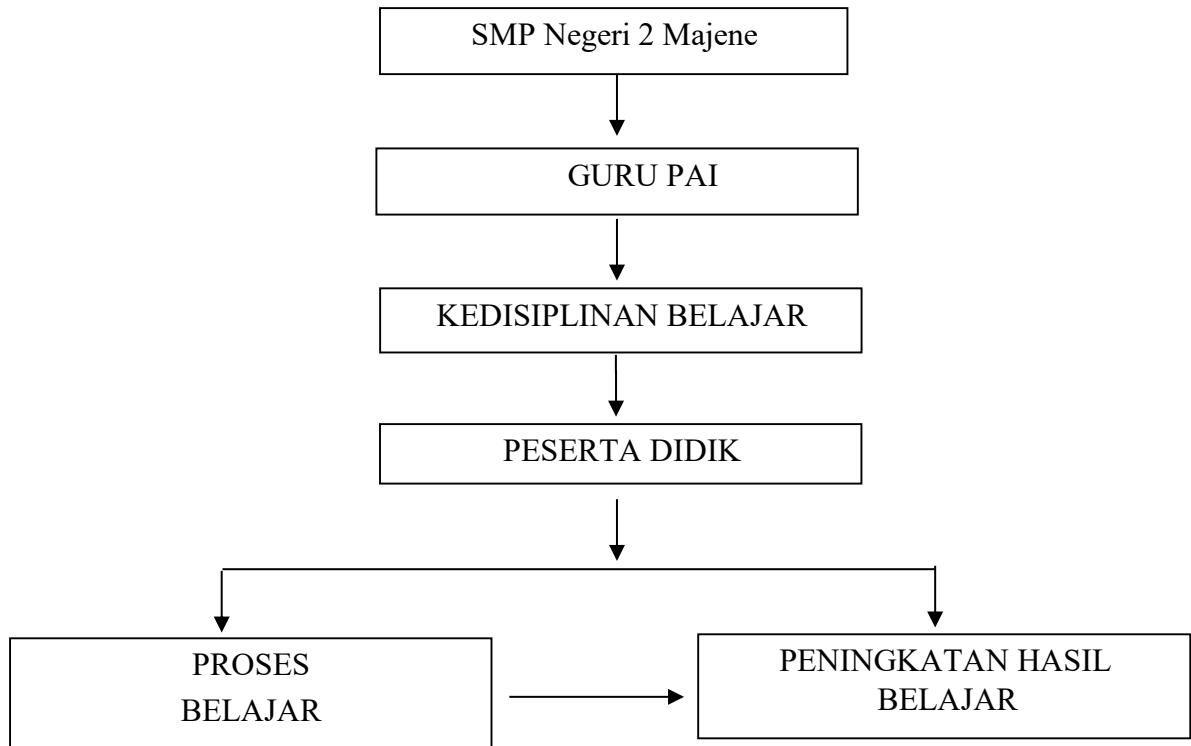 SMP Negeri 2 Majene
GURU PAI
KEDISIPLINAN BELAJAR
PESERTA DIDIK
PROSES
BELAJAR
PENINGKATAN HASIL
BELAJAR